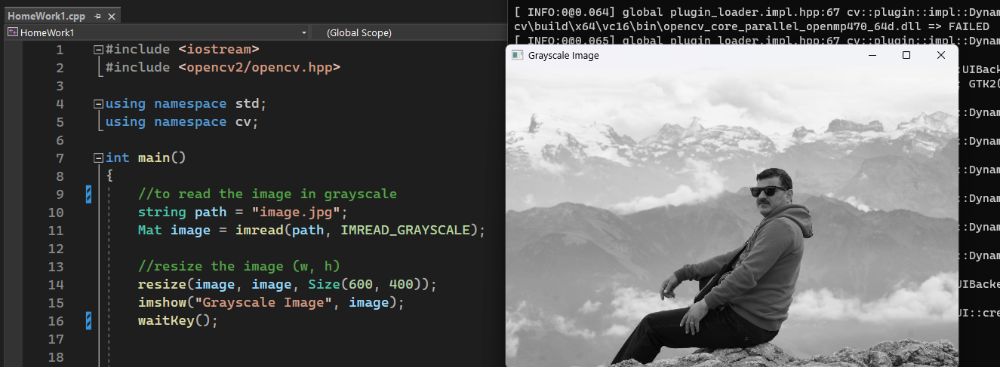 HomeWork1.cpp
HomeWork1
(Global Scope)
1 #include <iostream>
2 #include <opencv2/opencv.hpp>
3
4 using namespace std;
5 using namespace cv;
6
7 int main()
8 {
9 //to read the image in grayscale
10 string path = "image.jpg";
11 Mat image = imread(path, IMREAD_GRAYSCALE);
12
13 //resize the image (w, h)
14 resize(image, image, Size(600, 400));
15 imshow("Grayscale Image", image);
16 waitKey();
17
18
[ INFO:0@0.064] global plugin_loader.impl.hpp:67 cv::plugin::impl::Dynam
cv\build\x64\vc16\bin\opencv_core_parallel_openmp470_64d.dll => FAILED
[ INFO:0@0.065] global plugin_loader.impl.hpp:67 cv::plugin::impl::Dynam
Grayscale Image
:UIBack
; GTK2(
::Dynam
::Dynam
::Dynam
::Dynam
::Dynam
::Dynam
UIBacke
UI::cre